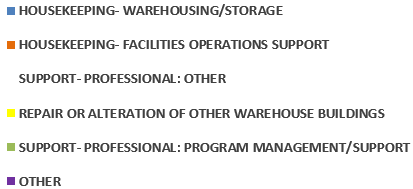 HOUSEKEEPING- WAREHOUSING/STORAGE
HOUSEKEEPING- FACILITIES OPERATIONS SUPPORT
SUPPORT- PROFESSIONAL: OTHER
REPAIR OR ALTERATION OF OTHER WAREHOUSE BUILDINGS
SUPPORT- PROFESSIONAL: PROGRAM MANAGEMENT/SUPPORT
OTHER